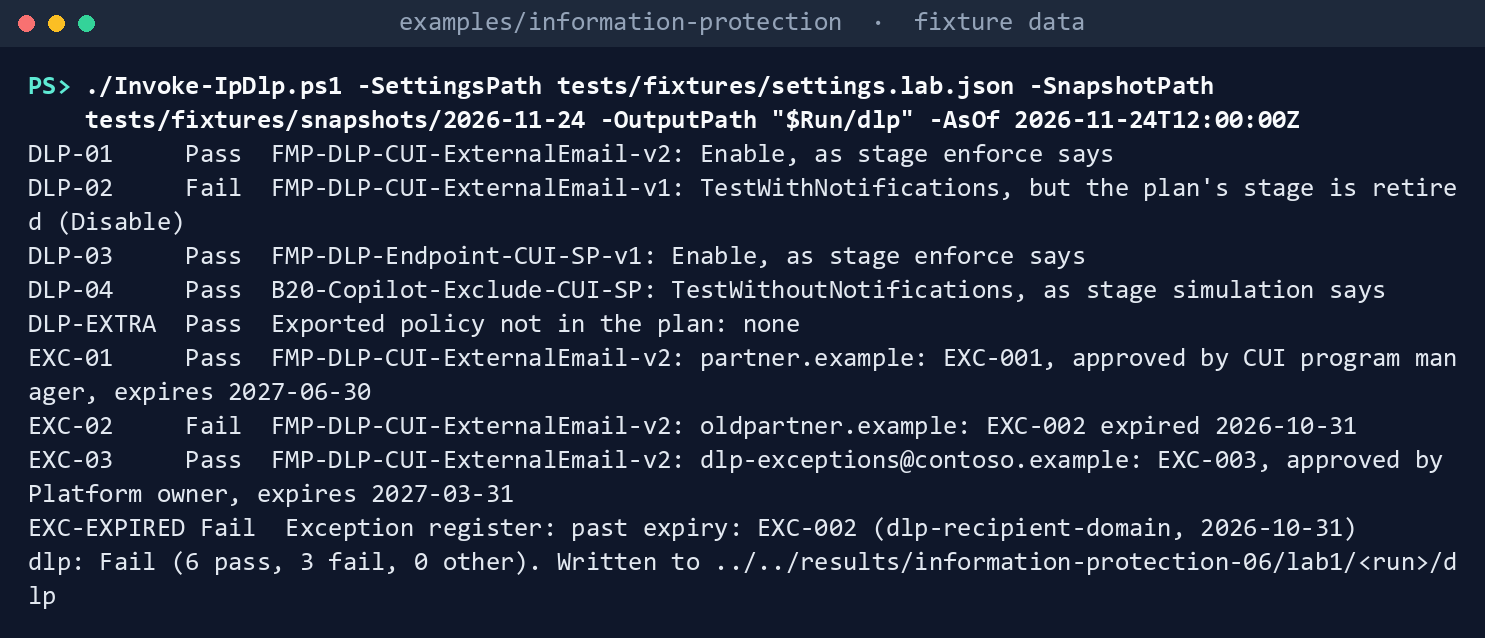 examples/information-protection · fixture data
PS> ./Invoke-IpDlp.ps1 -SettingsPath tests/fixtures/settings.lab.json -SnapshotPath
tests/fixtures/snapshots/2026-11-24 -OutputPath "$Run/dlp" -AsOf 2026-11-24T12:00:00Z
DLP-01     Pass  FMP-DLP-CUI-ExternalEmail-v2: Enable, as stage enforce says
DLP-02     Fail  FMP-DLP-CUI-ExternalEmail-v1: TestWithNotifications, but the plan's stage is retire
d (Disable)
DLP-03     Pass  FMP-DLP-Endpoint-CUI-SP-v1: Enable, as stage enforce says
DLP-04     Pass  B20-Copilot-Exclude-CUI-SP: TestWithoutNotifications, as stage simulation says
DLP-EXTRA  Pass  Exported policy not in the plan: none
EXC-01     Pass  FMP-DLP-CUI-ExternalEmail-v2: partner.example: EXC-001, approved by CUI program man
ager, expires 2027-06-30
EXC-02     Fail  FMP-DLP-CUI-ExternalEmail-v2: oldpartner.example: EXC-002 expired 2026-10-31
EXC-03     Pass  FMP-DLP-CUI-ExternalEmail-v2: dlp-exceptions@contoso.example: EXC-003, approved by
Platform owner, expires 2027-03-31
EXC-EXPIRED Fail  Exception register: past expiry: EXC-002 (dlp-recipient-domain, 2026-10-31)
dlp: Fail (6 pass, 3 fail, 0 other). Written to ../../results/information-protection-06/lab1/<run>/d
lp